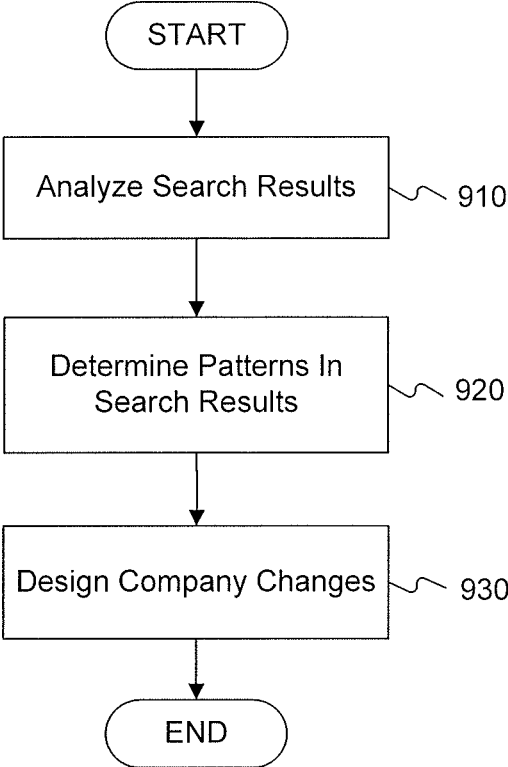 START
Analyze Search Results
910
Determine Patterns In
Search Results
920
Design Company Changes
930
END